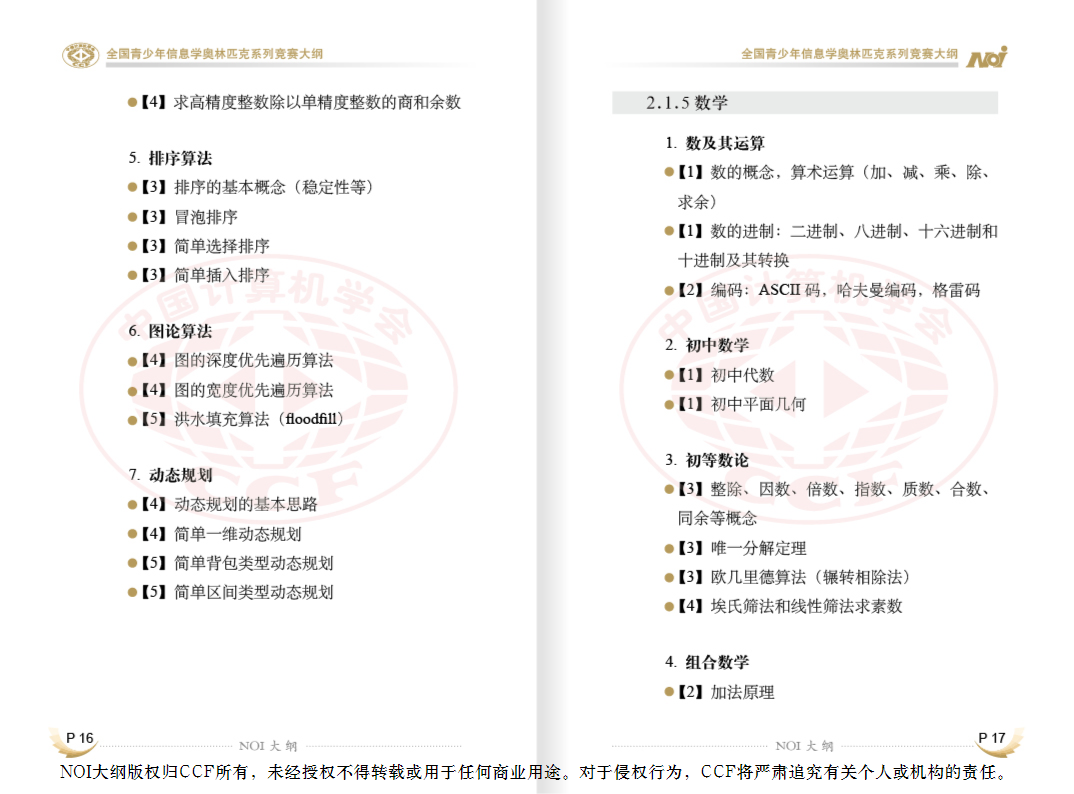 全国青少年信息学奥林匹克系列竞赛大纲
●【4】求高精度整数除以单精度整数的商和余数
5. 排序算法
●【3】排序的基本概念（稳定性等）
●【3】冒泡排序
●【3】简单选择排序
●【3】简单插入排序
6. 图论算法
●【4】图的深度优先遍历算法
●【4】图的宽度优先遍历算法
●【5】洪水填充算法（floodfill）
7. 动态规划
●【4】动态规划的基本思路
●【4】简单一维动态规划
●【5】简单背包类型动态规划
●【5】简单区间类型动态规划
中国计算机学会
CCF
P 16
NOI 大 纲
全国青少年信息学奥林匹克系列竞赛大纲
NOI
2.1.5 数学
1. 数及其运算
●【1】数的概念，算术运算（加、减、乘、除、
求余）
●【1】数的进制：二进制、八进制、十六进制和
十进制及其转换
●【2】编码：ASCII 码，哈夫曼编码，格雷码
2. 初中数学
●【1】初中代数
●【1】初中平面几何
3. 初等数论
●【3】整除、因数、倍数、指数、质数、合数、
同余等概念
●【3】唯一分解定理
●【3】欧几里德算法（辗转相除法）
●【4】埃氏筛法和线性筛法求素数
4. 组合数学
●【2】加法原理
中国计算机学会
CCF
NOI 大 纲
P 17
NOI大纲版权归CCF所有，未经授权不得转载或用于任何商业用途。对于侵权行为，CCF将严肃追究有关个人或机构的责任。